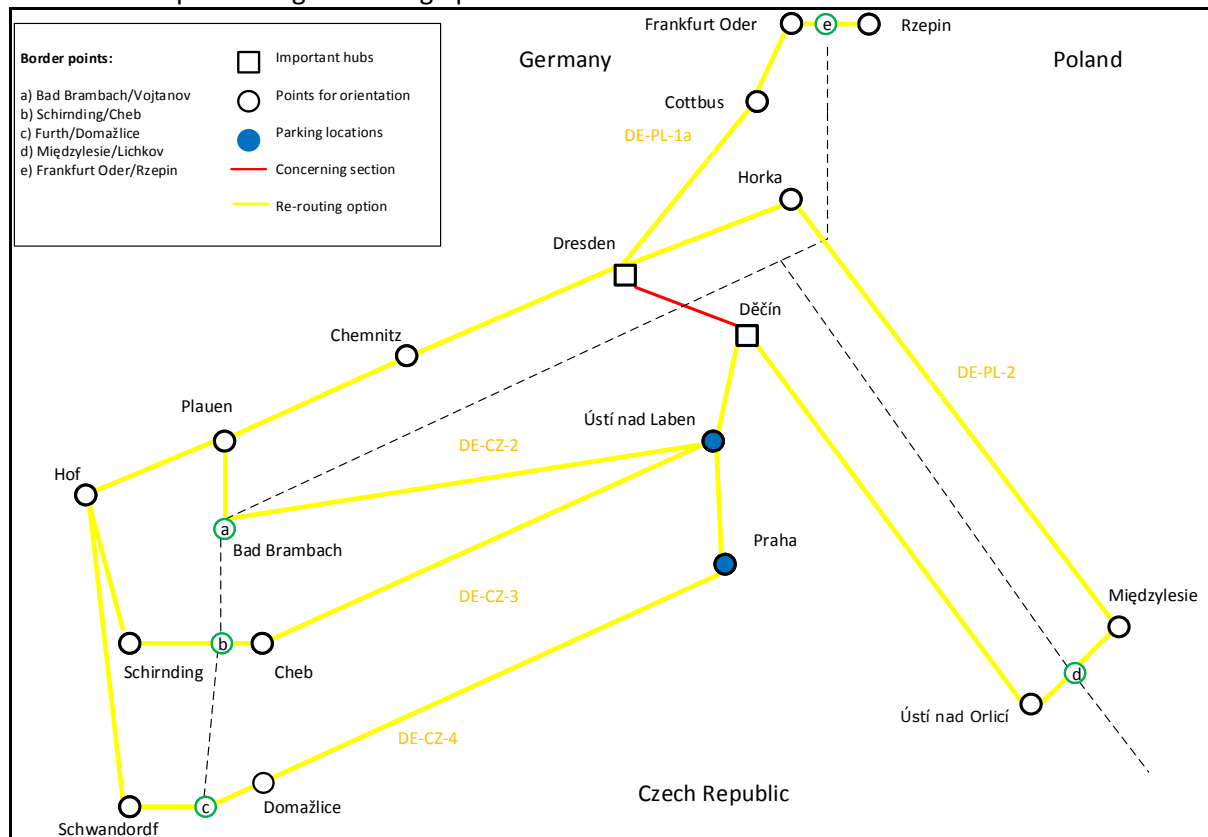 Border points:
a) Bad Brambach/Vojtanov
b) Schirnding/Cheb
c) Furth/Domažlice
d) Międzylesie/Lichkov
e) Frankfurt Oder/Rzepin
Important hubs
Points for orientation
Parking locations
Concerning section
Re-routing option
Germany
Poland
Frankfurt Oder
e
Rzepin
Cottbus
DE-PL-1a
Horka
Dresden
Děčín
Chemnitz
DE-PL-2
Plauen
Ústí nad Laben
DE-CZ-2
Hof
a
Bad Brambach
Praha
DE-CZ-3
Międzylesie
b
Schirnding
Cheb
d
Ústí nad Orlicí
DE-CZ-4
Domažlice
c
Schwandordf
Czech Republic